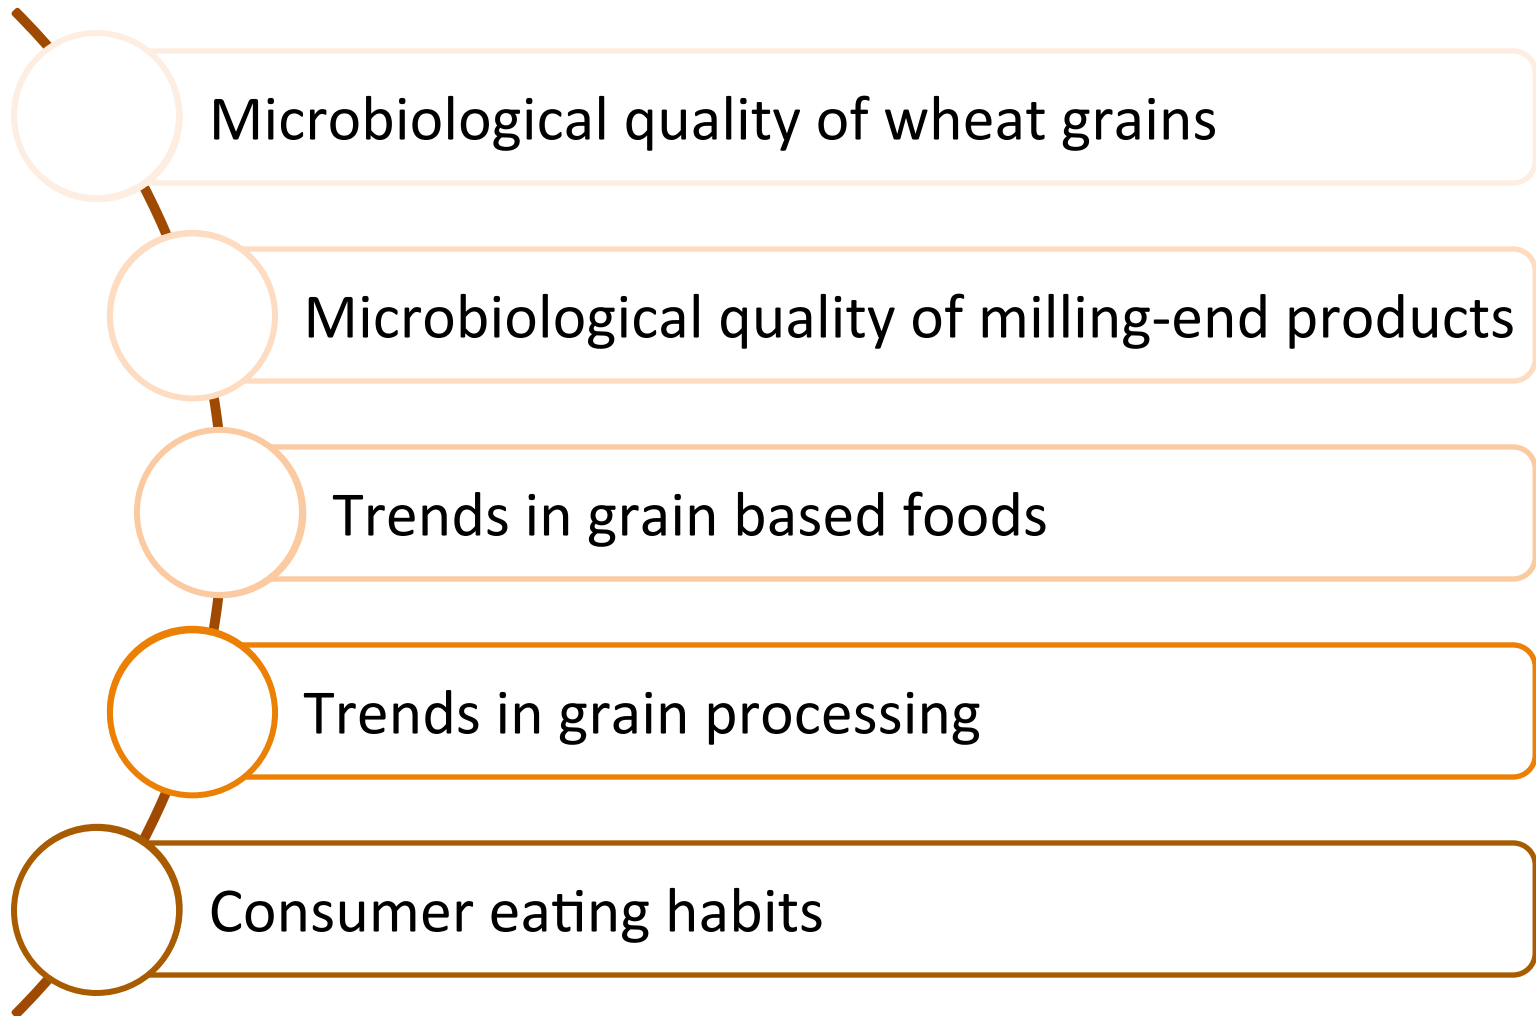 Microbiological quality of wheat grains
Microbiological quality of milling-end products
Trends in grain based foods
Trends in grain processing
Consumer eating habits